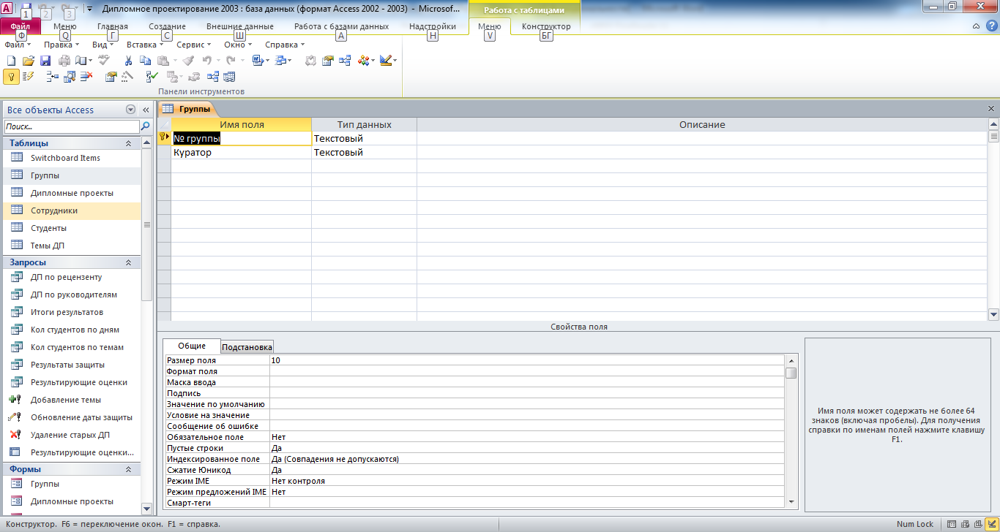 Дипломное проектирование 2003 : база данных (формат Access 2002 - 2003) - Microsoft...
Работа с таблицами
1 2 3
Файл Меню Главная Создание Внешние данные Работа с базами данных Надстройки Меню Конструктор
Ф Q Г С Ш А Н V БГ
Файл Правка Вид Вставка Сервис Окно Справка
Панели инструментов
Все объекты Access
Поиск...
Таблицы
Switchboard Items
Группы
Дипломные проекты
Сотрудники
Студенты
Темы ДП
Запросы
ДП по рецензенту
ДП по руководителям
Итоги результатов
Кол студентов по дням
Кол студентов по темам
Результаты защиты
Результирующие оценки
Добавление темы
Обновление даты защиты
Удаление старых ДП
Результирующие оценки...
Формы
Группы
Дипломные проекты
Группы
Имя поля Тип данных Описание
№ группы Текстовый
Куратор Текстовый
Свойства поля
Общие Подстановка
Размер поля 10
Формат поля
Маска ввода
Подпись
Значение по умолчанию
Условие на значение
Сообщение об ошибке
Обязательное поле Нет
Пустые строки Да
Индексированное поле Да (Совпадения не допускаются)
Сжатие Юникод Да
Режим IME Нет контроля
Режим предложений IME Нет
Смарт-теги
Имя поля может содержать не более 64
знаков (включая пробелы). Для получения
справки по именам полей нажмите клавишу
F1.
Конструктор. F6 = переключение окон. F1 = справка.
Num Lock